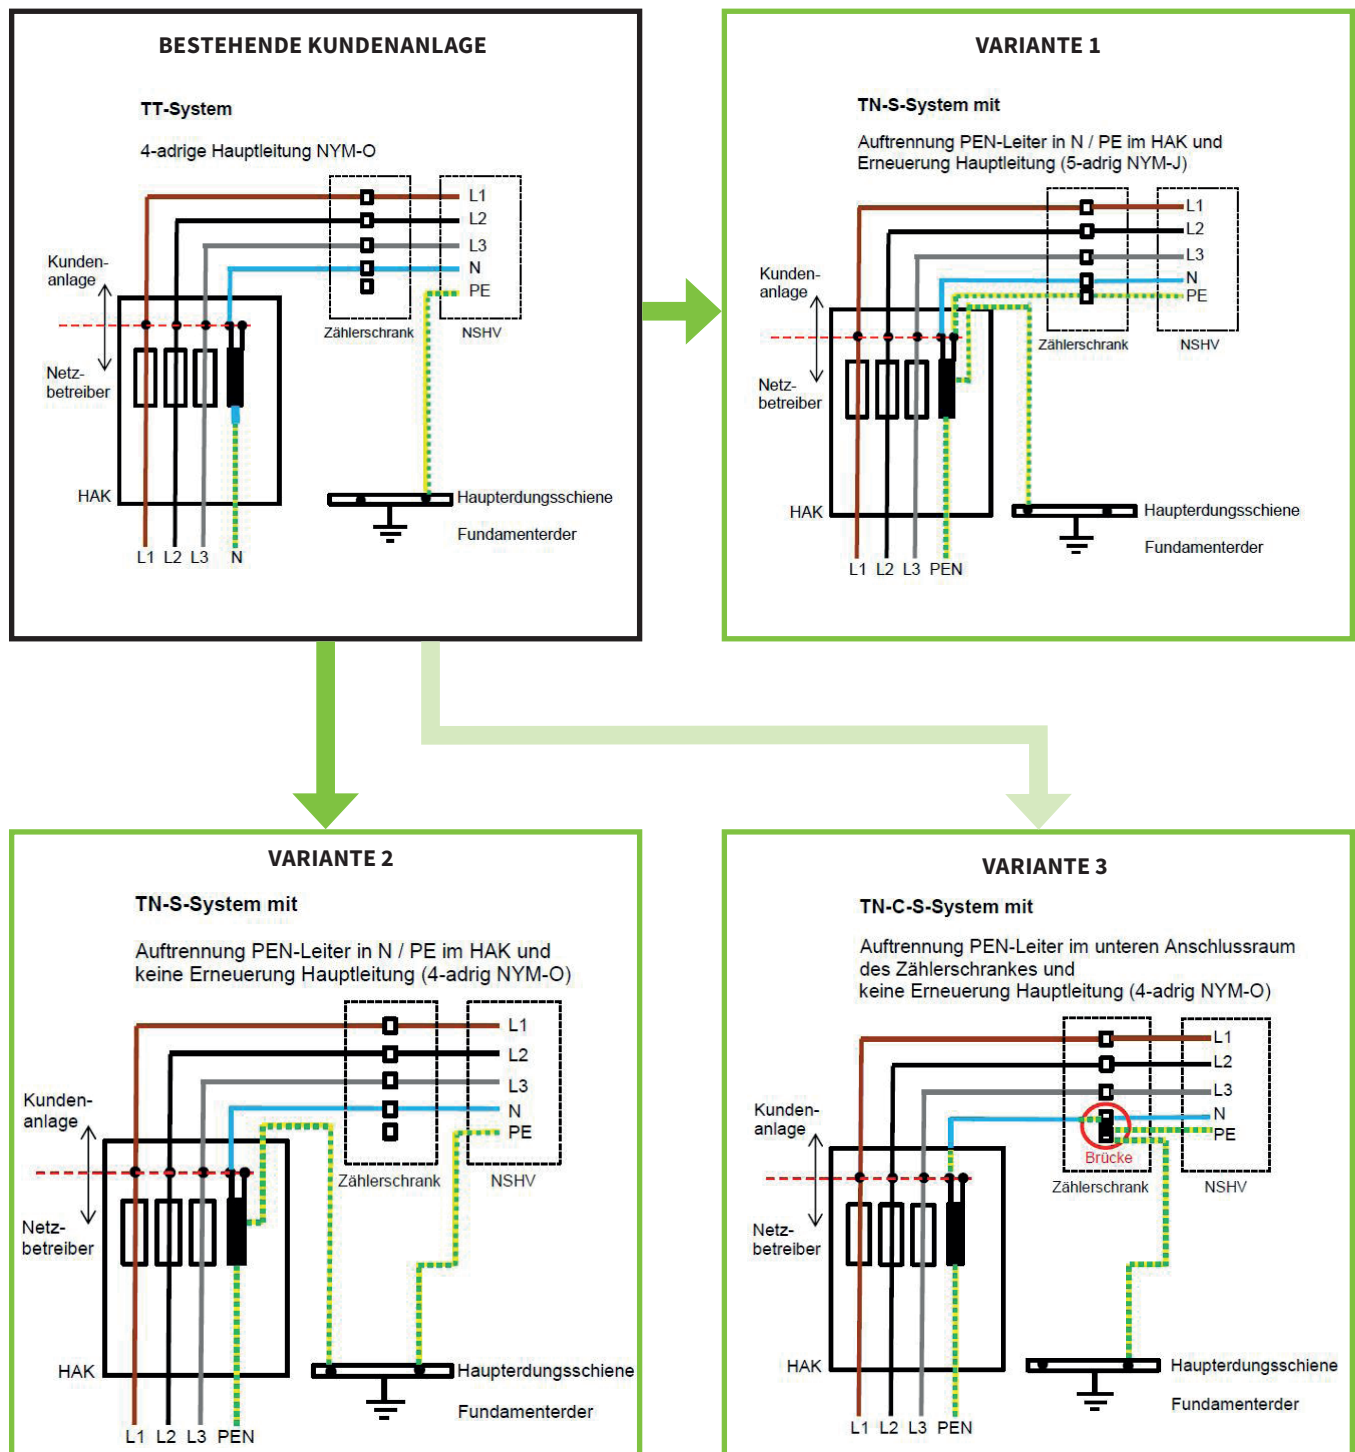 BESTEHENDE KUNDENANLAGE
TT-System
4-adrige Hauptleitung NYM-O
L1
L2
L3
N
PE
Kunden-
anlage
Zählerschrank
NSHV
Netz-
betreiber
HAK
Haupterdungsschiene
Fundamenterder
L1 L2 L3 N
VARIANTE 1
TN-S-System mit
Auftrennung PEN-Leiter in N / PE im HAK und
Erneuerung Hauptleitung (5-adrig NYM-J)
L1
L2
L3
N
PE
Kunden-
anlage
Zählerschrank
NSHV
Netz-
betreiber
HAK
Haupterdungsschiene
Fundamenterder
L1 L2 L3 PEN
VARIANTE 2
TN-S-System mit
Auftrennung PEN-Leiter in N / PE im HAK und
keine Erneuerung Hauptleitung (4-adrig NYM-O)
L1
L2
L3
N
PE
Kunden-
anlage
Zählerschrank
NSHV
Netz-
betreiber
HAK
Haupterdungsschiene
Fundamenterder
L1 L2 L3 PEN
VARIANTE 3
TN-C-S-System mit
Auftrennung PEN-Leiter im unteren Anschlussraum
des Zählerschrankes und
keine Erneuerung Hauptleitung (4-adrig NYM-O)
L1
L2
L3
N
PE
Kunden-
anlage
Brücke
Zählerschrank
NSHV
Netz-
betreiber
HAK
Haupterdungsschiene
Fundamenterder
L1 L2 L3 PEN